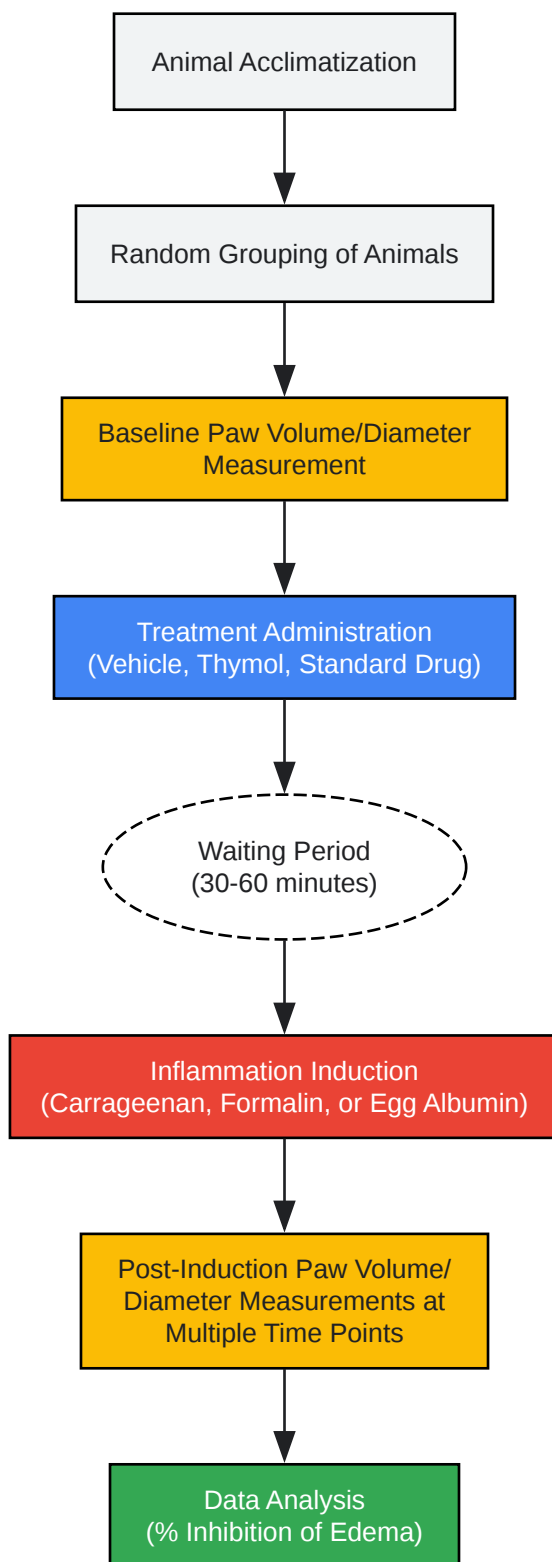 Animal Acclimatization
Random Grouping of Animals
Baseline Paw Volume/Diameter
Measurement
Treatment Administration
(Vehicle, Thymol, Standard Drug)
Waiting Period
(30-60 minutes)
Inflammation Induction
(Carrageenan, Formalin, or Egg Albumin)
Post-Induction Paw Volume/
Diameter Measurements at
Multiple Time Points
Data Analysis
(% Inhibition of Edema)